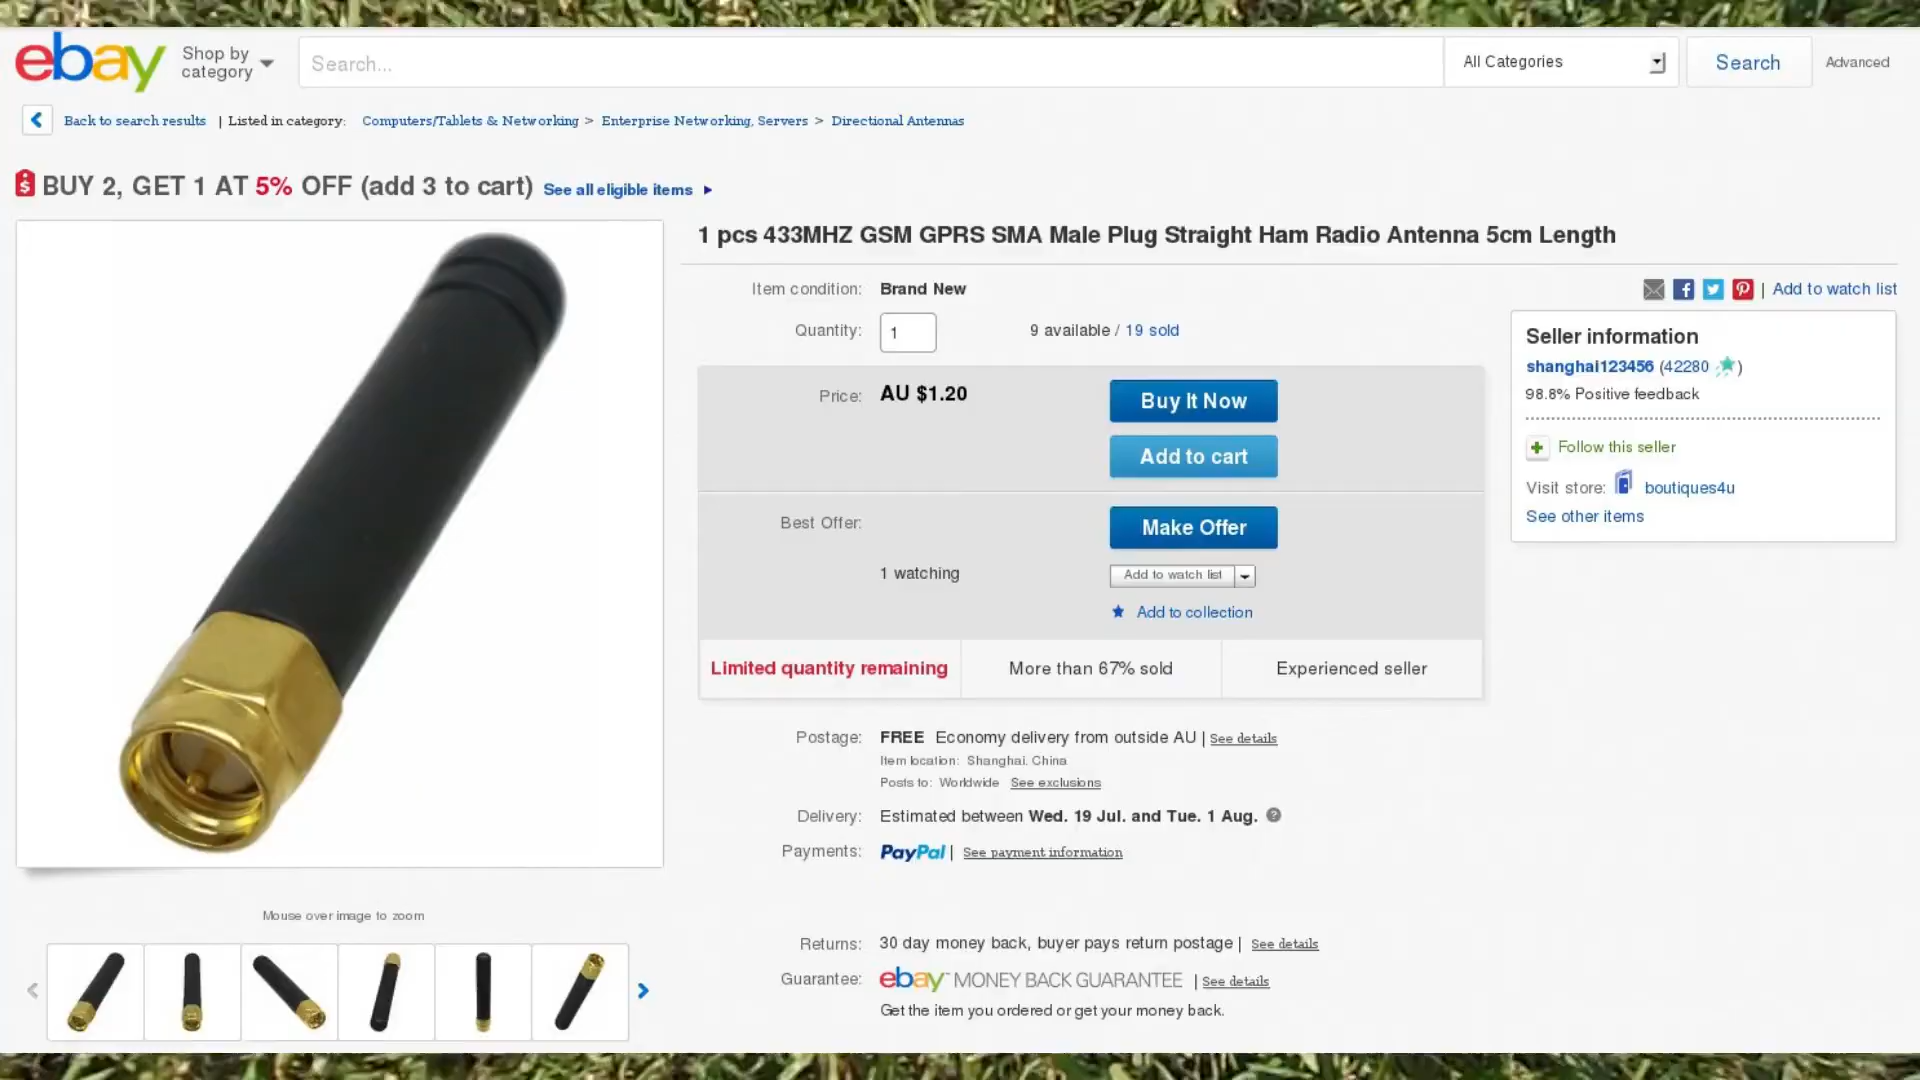 ebay
Shop by category
Search...
All Categories
Search
Advanced
Back to search results | Listed in category: Computers/Tablets & Networking > Enterprise Networking, Servers > Directional Antennas
BUY 2, GET 1 AT 5% OFF (add 3 to cart) See all eligible items
1 pcs 433MHZ GSM GPRS SMA Male Plug Straight Ham Radio Antenna 5cm Length
Item condition: Brand New
| Add to watch list
Quantity: 1 9 available / 19 sold
Seller information
shanghai123456 (42280)
98.8% Positive feedback
Follow this seller
Visit store: boutiques4u
See other items
Price: AU $1.20
Buy It Now
Add to cart
Best Offer:
Make Offer
1 watching
Add to watch list
Add to collection
Limited quantity remaining
More than 67% sold
Experienced seller
Postage: FREE Economy delivery from outside AU | See details
Item location: Shanghai, China
Posts to: Worldwide See exclusions
Delivery: Estimated between Wed. 19 Jul. and Tue. 1 Aug.
Payments: PayPal | See payment information
Mouse over image to zoom
Returns: 30 day money back, buyer pays return postage | See details
Guarantee: ebay MONEY BACK GUARANTEE | See details
Get the item you ordered or get your money back.